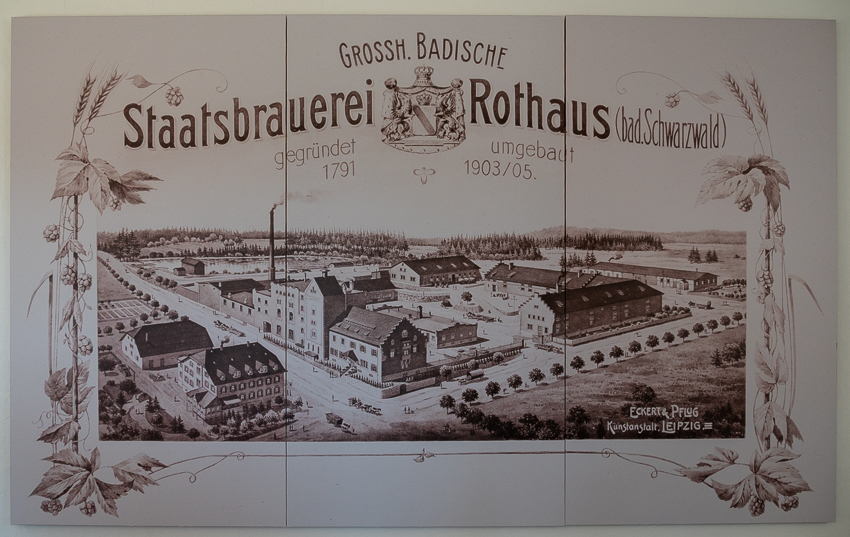 GROSSH. BADISCHE
Staatsbrauerei Rothaus (bad. Schwarzwald)
gegründet umgebaut
1791 1903/05.
ECKERT & PFLUG
Kunstanstalt, LEIPZIG